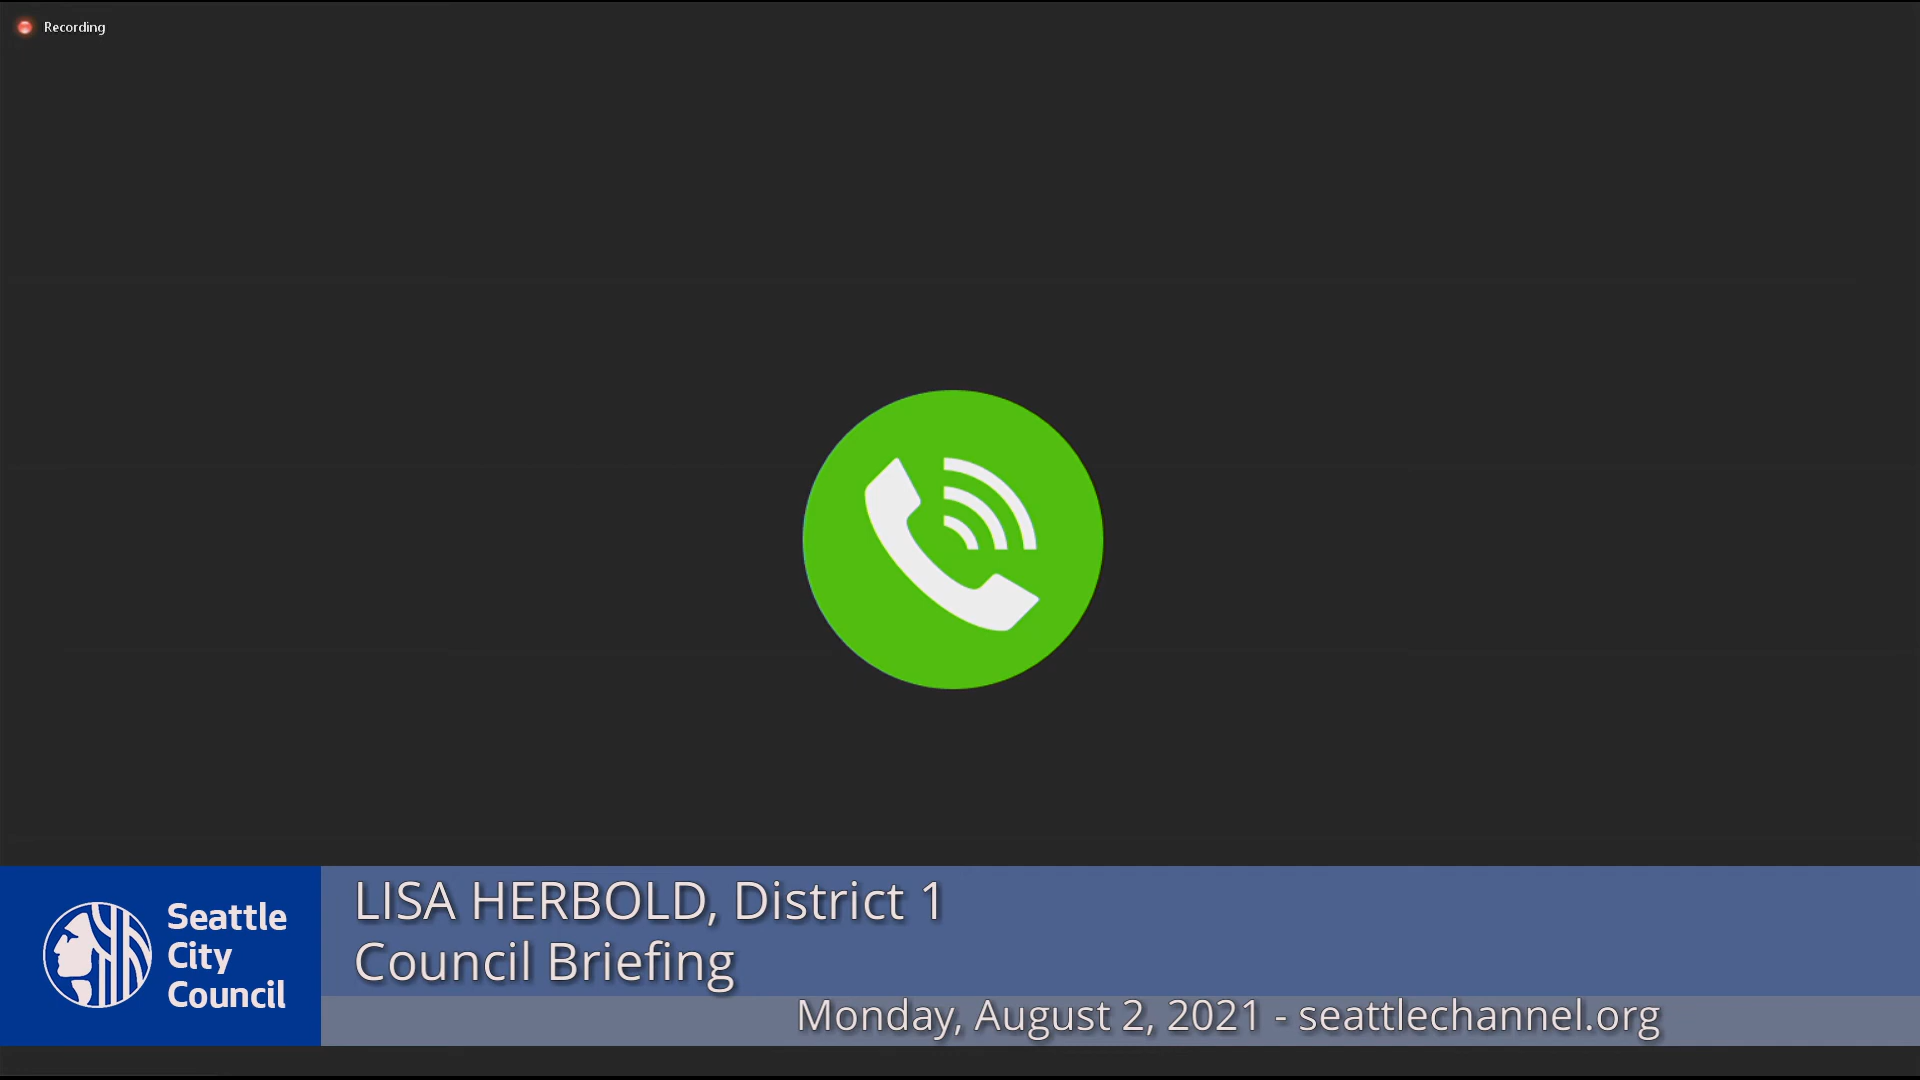 Recording
LISA HERBOLD, District 1
Council Briefing
Seattle
City
Council
Monday, August 2, 2021 - seattlechannel.org